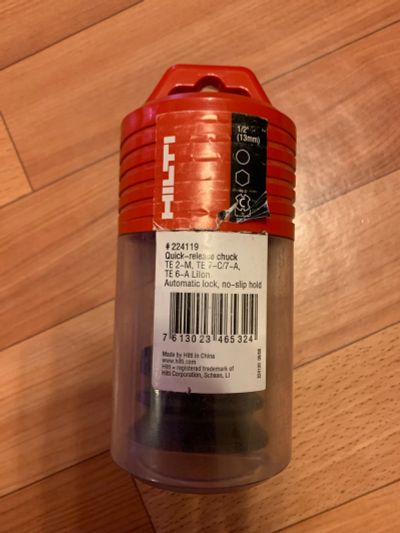 HILTI
1/2"
(13mm)
# 224119
Quick-release chuck
TE 2-M, TE 7-C/7-A,
TE 6-A LiIon
Automatic lock, no-slip hold
7 613023 465324
Made by Hilti in China
www.hilti.com
Hilti = registered trademark of
Hilti Corporation, Schaan, LI